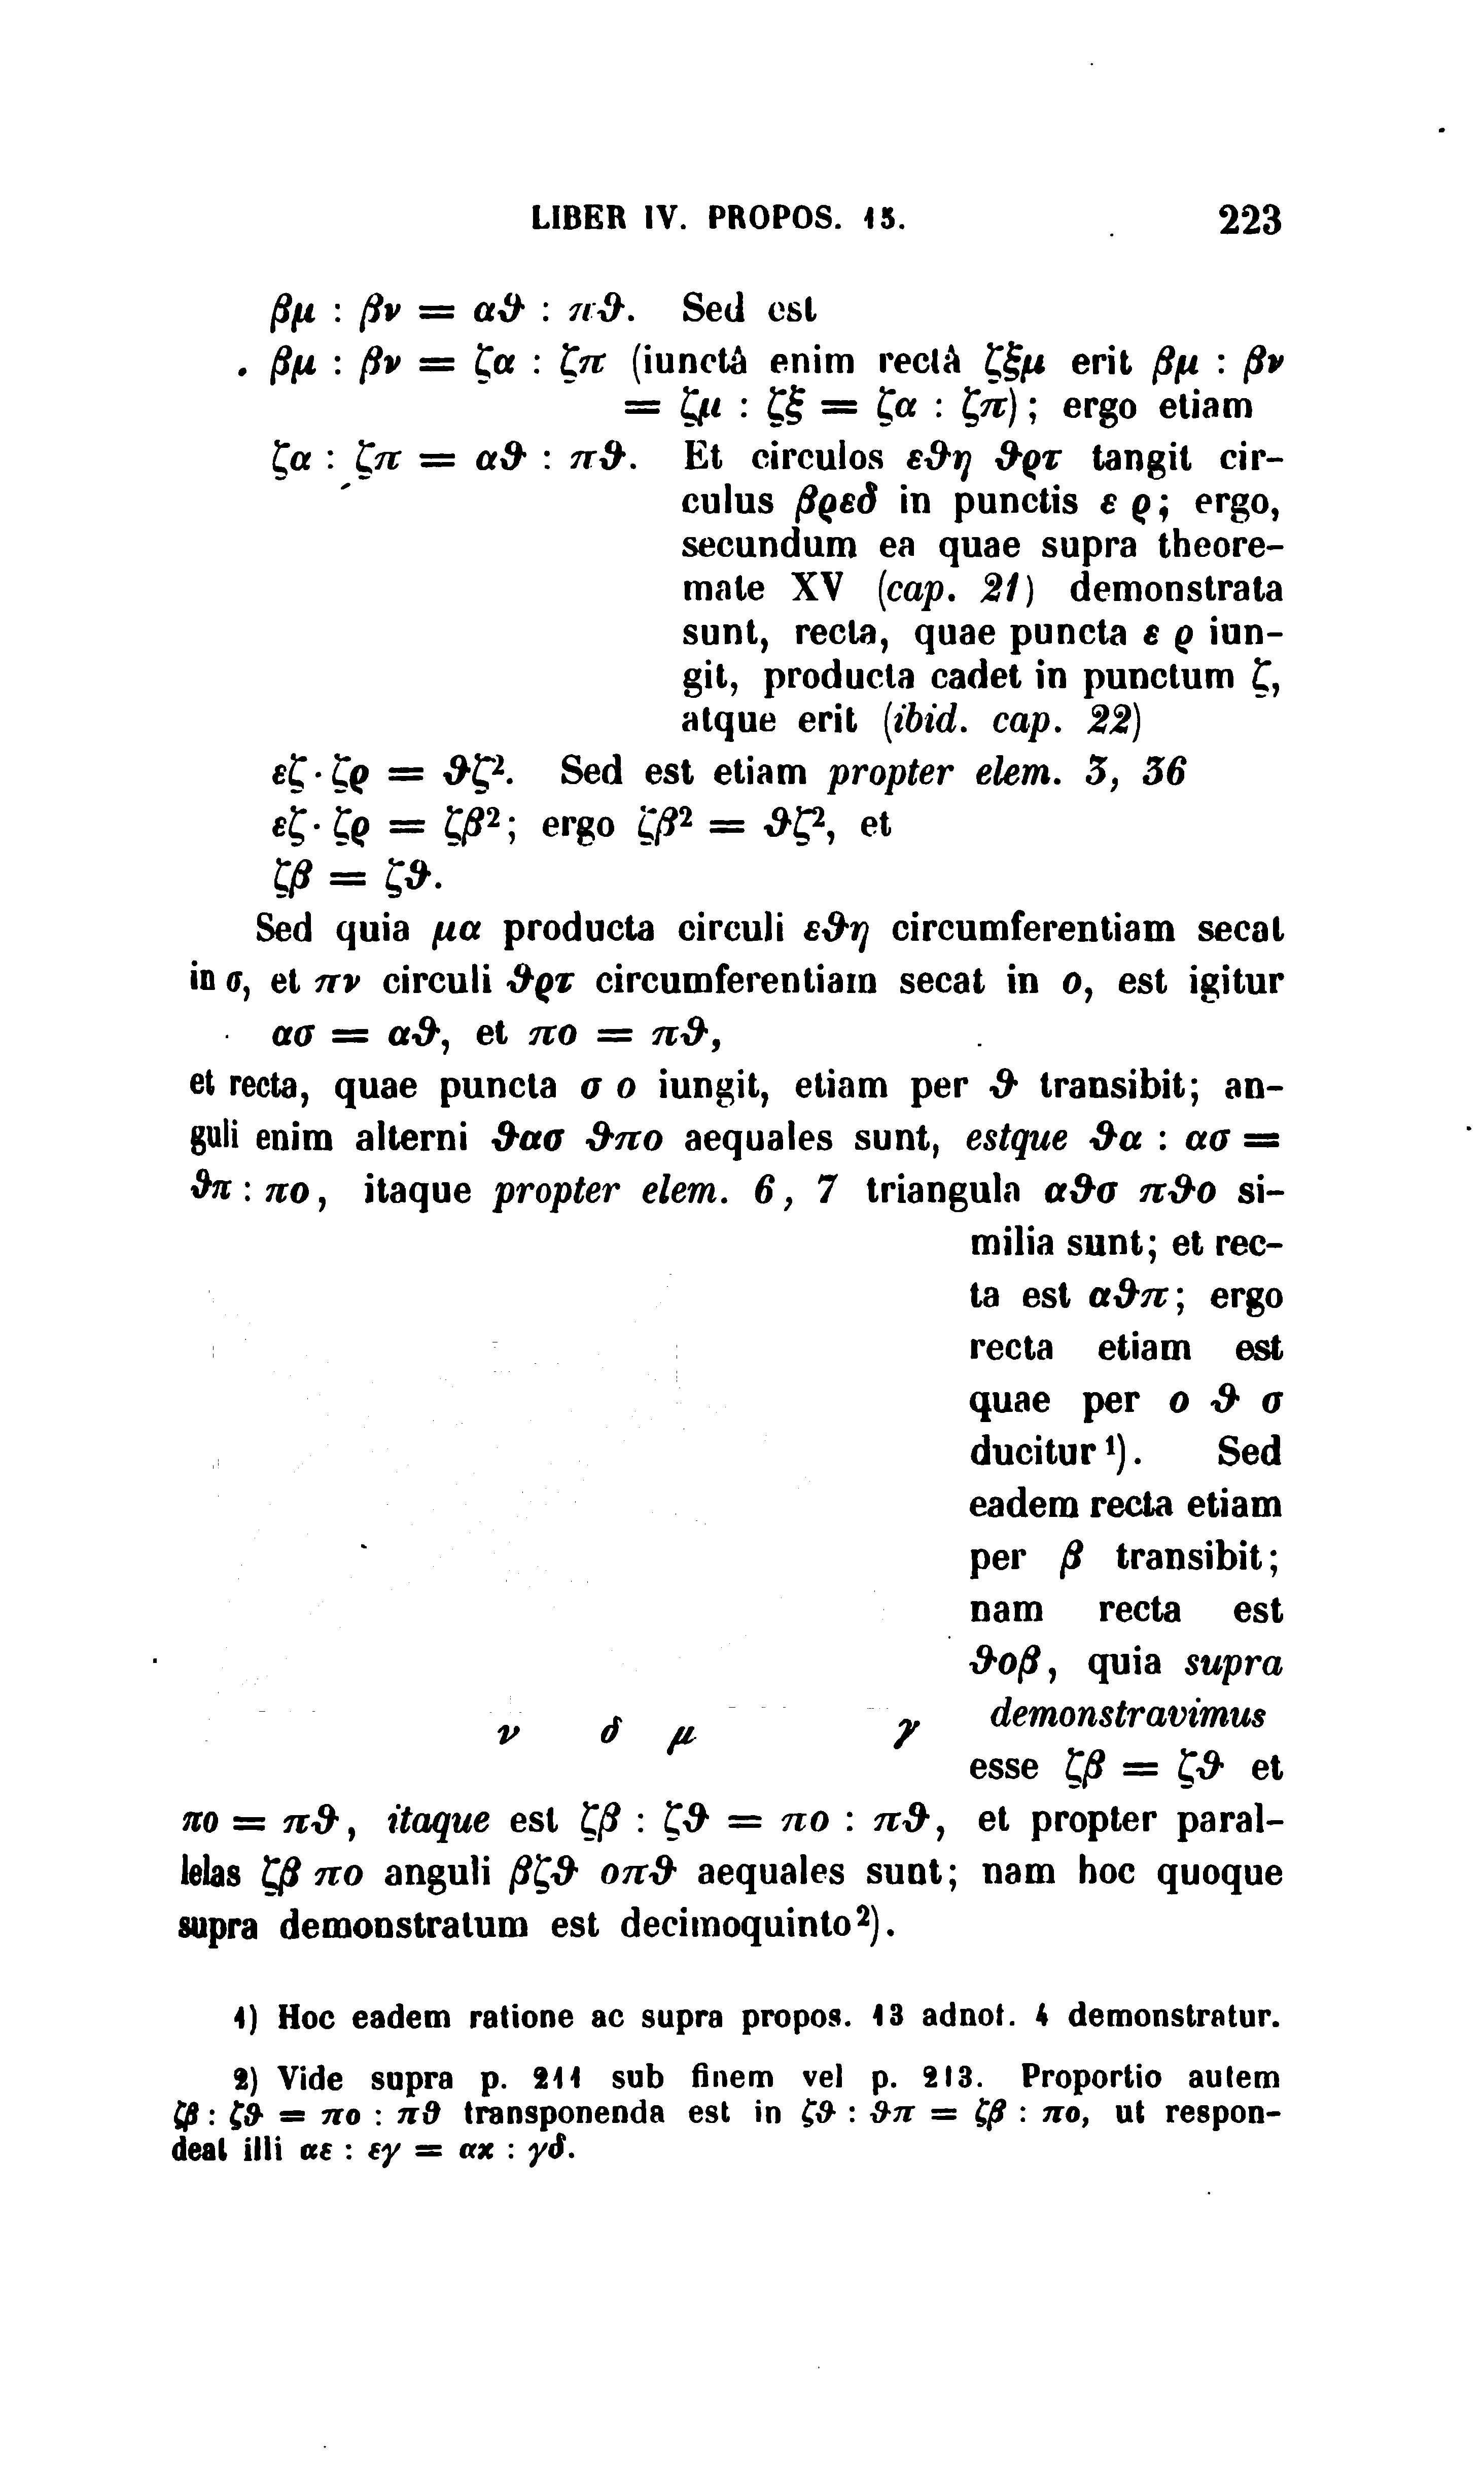 LIBER IV. PROPOS. 15. 223
βμ : βν = αϑ : πϑ. Sed est
βμ : βν = ζα : ζπ (iunctâ enim rectâ ζξμ erit βμ : βν
= ζμ : ζξ = ζα : ζπ); ergo etiam
ζα : ζπ = αϑ : πϑ. Et circulos εϑη ϑρτ tangit cir-
culus βρεδ in punctis ε ρ; ergo,
secundum ea quae supra theore-
mate XV (cap. 21) demonstrata
sunt, recta, quae puncta ε ρ iun-
git, producta cadet in punctum ζ,
atque erit (ibid. cap. 22)
εζ · ζρ = ϑζ². Sed est etiam propter elem. 3, 36
εζ · ζρ = ζβ²; ergo ζβ² = ϑζ², et
ζβ = ζϑ.
Sed quia μα producta circuli εϑη circumferentiam secat
in σ, et πν circuli ϑρτ circumferentiam secat in ο, est igitur
ασ = αϑ, et πο = πϑ,
et recta, quae puncta σ ο iungit, etiam per ϑ transibit; an-
guli enim alterni ϑασ ϑπο aequales sunt, estque ϑα : ασ =
ϑπ : πο, itaque propter elem. 6, 7 triangula αϑσ πϑο si-
milia sunt; et rec-
ta est αϑπ; ergo
recta etiam est
quae per ο ϑ σ
ducitur ¹). Sed
eadem recta etiam
per β transibit;
nam recta est
ϑοβ, quia supra
demonstravimus
ν δ μ γ
esse ζβ = ζϑ et
πο = πϑ, itaque est ζβ : ζϑ = πο : πϑ, et propter paral-
lelas ζβ πο anguli βζϑ οπϑ aequales sunt; nam hoc quoque
supra demonstratum est decimoquinto ²).
1) Hoc eadem ratione ac supra propos. 13 adnot. 4 demonstratur.
2) Vide supra p. 211 sub finem vel p. 213. Proportio autem
ζβ : ζϑ = πο : πϑ transponenda est in ζϑ : ϑπ = ζβ : πο, ut respon-
deat illi αε : εγ = ακ : γδ.